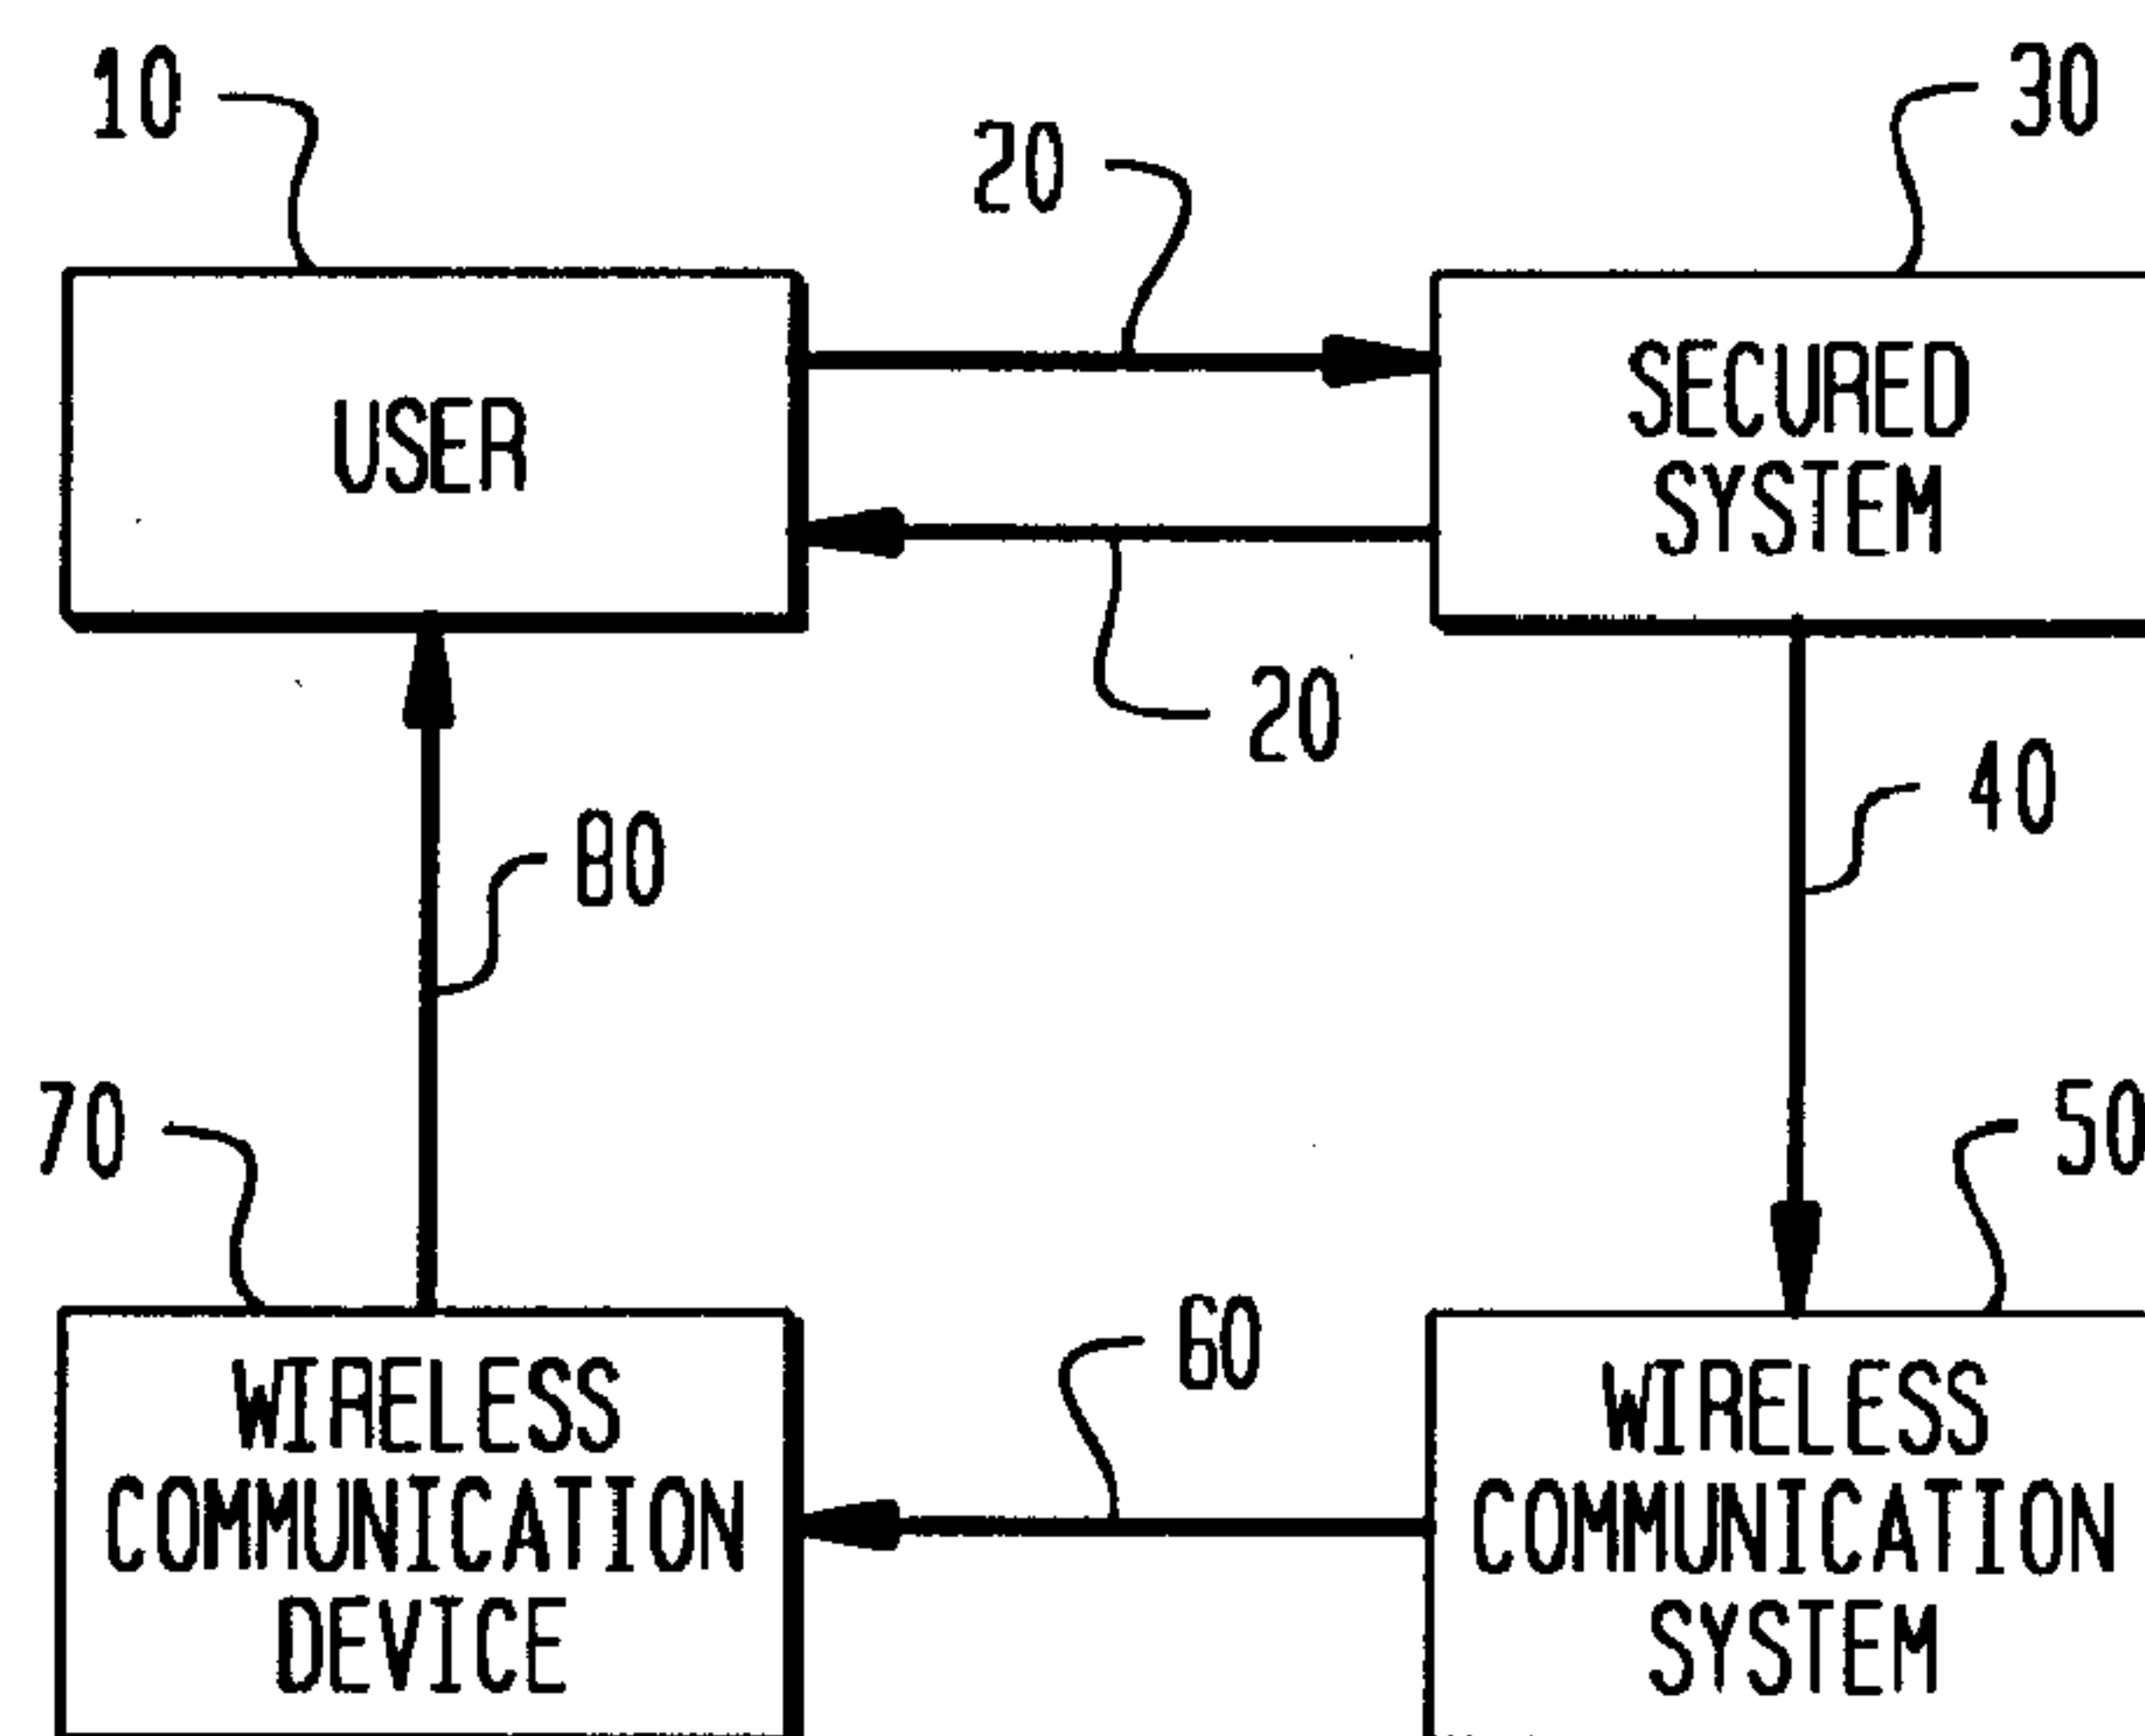 10
30
20
USER
SECURED
SYSTEM
20
40
80
70
50
60
WIRELESS
COMMUNICATION
DEVICE
WIRELESS
COMMUNICATION
SYSTEM